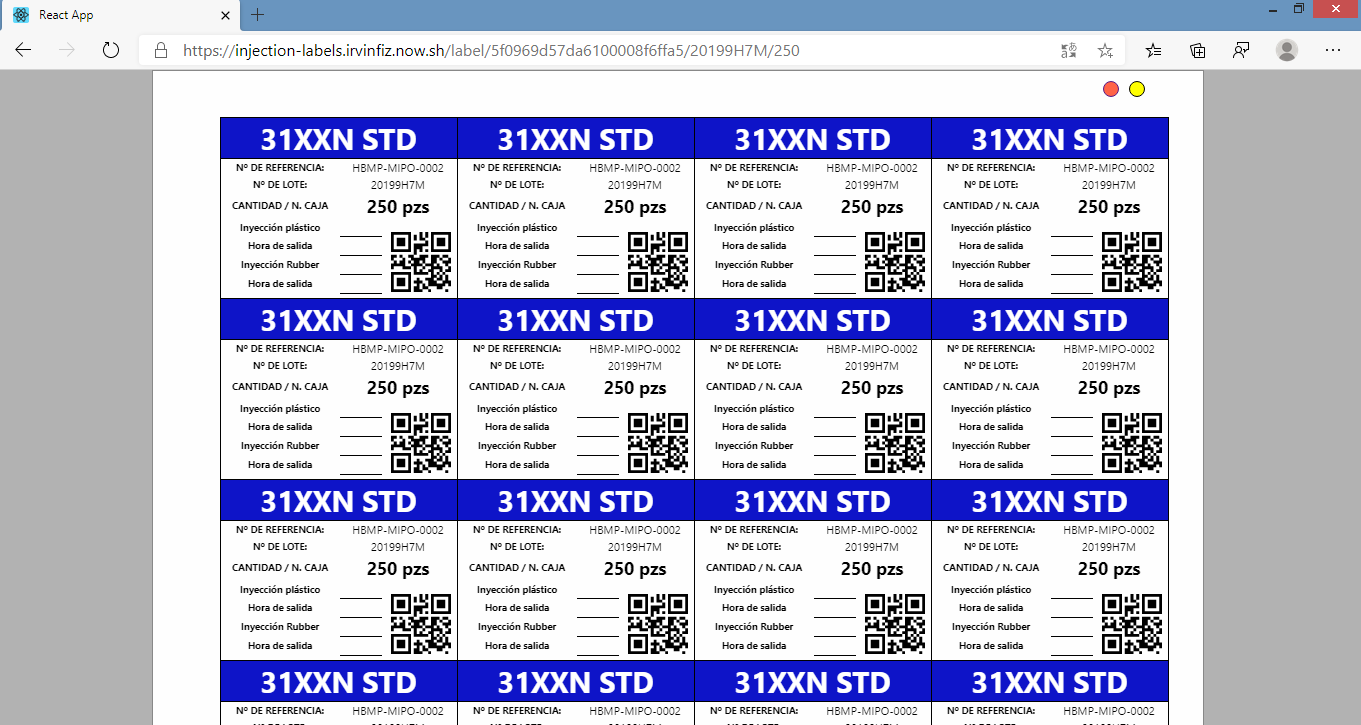 React App
https://injection-labels.irvinfiz.now.sh/label/5f0969d57da6100008f6ffa5/20199H7M/250
31XXN STD 31XXN STD 31XXN STD 31XXN STD
Nº DE REFERENCIA: HBMP-MIPO-0002 Nº DE REFERENCIA: HBMP-MIPO-0002 Nº DE REFERENCIA: HBMP-MIPO-0002 Nº DE REFERENCIA: HBMP-MIPO-0002
Nº DE LOTE: 20199H7M Nº DE LOTE: 20199H7M Nº DE LOTE: 20199H7M Nº DE LOTE: 20199H7M
CANTIDAD / N. CAJA 250 pzs CANTIDAD / N. CAJA 250 pzs CANTIDAD / N. CAJA 250 pzs CANTIDAD / N. CAJA 250 pzs
Inyección plástico Inyección plástico Inyección plástico Inyección plástico
Hora de salida Hora de salida Hora de salida Hora de salida
Inyección Rubber Inyección Rubber Inyección Rubber Inyección Rubber
Hora de salida Hora de salida Hora de salida Hora de salida
31XXN STD 31XXN STD 31XXN STD 31XXN STD
Nº DE REFERENCIA: HBMP-MIPO-0002 Nº DE REFERENCIA: HBMP-MIPO-0002 Nº DE REFERENCIA: HBMP-MIPO-0002 Nº DE REFERENCIA: HBMP-MIPO-0002
Nº DE LOTE: 20199H7M Nº DE LOTE: 20199H7M Nº DE LOTE: 20199H7M Nº DE LOTE: 20199H7M
CANTIDAD / N. CAJA 250 pzs CANTIDAD / N. CAJA 250 pzs CANTIDAD / N. CAJA 250 pzs CANTIDAD / N. CAJA 250 pzs
Inyección plástico Inyección plástico Inyección plástico Inyección plástico
Hora de salida Hora de salida Hora de salida Hora de salida
Inyección Rubber Inyección Rubber Inyección Rubber Inyección Rubber
Hora de salida Hora de salida Hora de salida Hora de salida
31XXN STD 31XXN STD 31XXN STD 31XXN STD
Nº DE REFERENCIA: HBMP-MIPO-0002 Nº DE REFERENCIA: HBMP-MIPO-0002 Nº DE REFERENCIA: HBMP-MIPO-0002 Nº DE REFERENCIA: HBMP-MIPO-0002
Nº DE LOTE: 20199H7M Nº DE LOTE: 20199H7M Nº DE LOTE: 20199H7M Nº DE LOTE: 20199H7M
CANTIDAD / N. CAJA 250 pzs CANTIDAD / N. CAJA 250 pzs CANTIDAD / N. CAJA 250 pzs CANTIDAD / N. CAJA 250 pzs
Inyección plástico Inyección plástico Inyección plástico Inyección plástico
Hora de salida Hora de salida Hora de salida Hora de salida
Inyección Rubber Inyección Rubber Inyección Rubber Inyección Rubber
Hora de salida Hora de salida Hora de salida Hora de salida
31XXN STD 31XXN STD 31XXN STD 31XXN STD
Nº DE REFERENCIA: HBMP-MIPO-0002 Nº DE REFERENCIA: HBMP-MIPO-0002 Nº DE REFERENCIA: HBMP-MIPO-0002 Nº DE REFERENCIA: HBMP-MIPO-0002